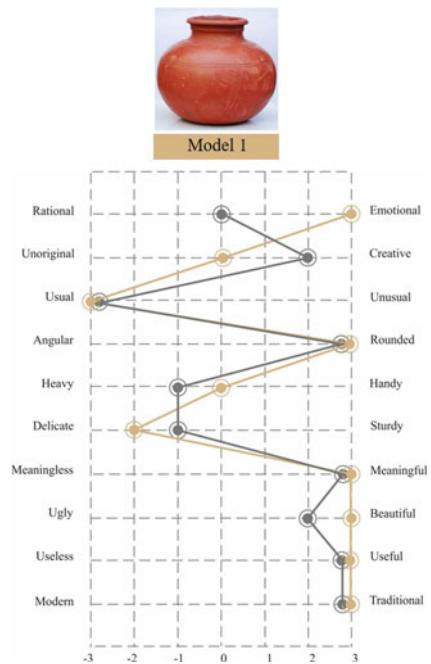 Model 1
Rational Emotional
Unoriginal Creative
Usual Unusual
Angular Rounded
Heavy Handy
Delicate Sturdy
Meaningless Meaningful
Ugly Beautiful
Useless Useful
Modern Traditional
-3 -2 -1 0 1 2 3